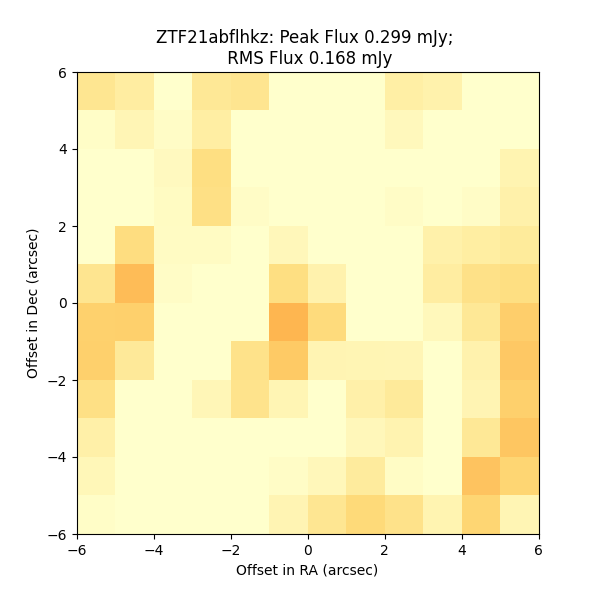 ZTF21abflhkz: Peak Flux 0.299 mJy;
RMS Flux 0.168 mJy
6
4
2
0
−2
−4
−6
Offset in Dec (arcsec)
−6 −4 −2 0 2 4 6
Offset in RA (arcsec)